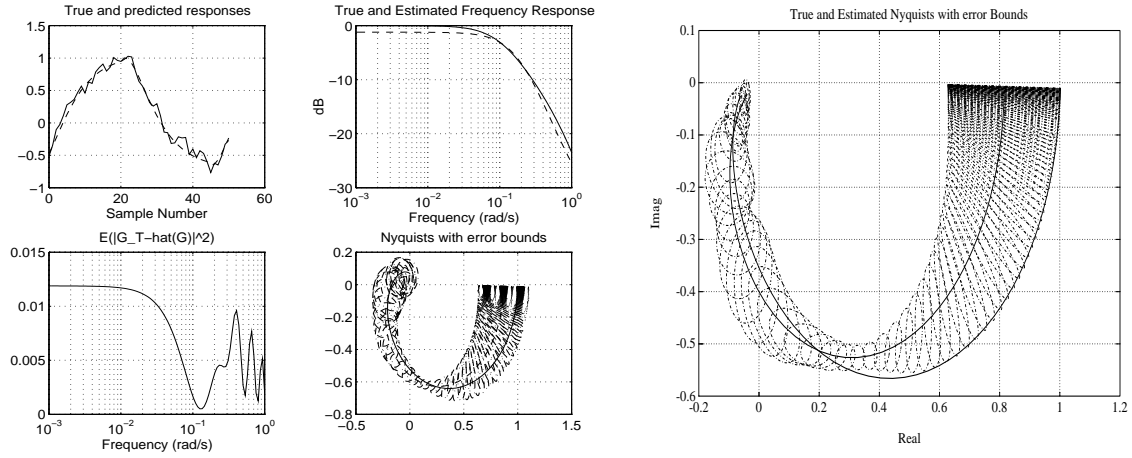 True and predicted responses
1.5
1
0.5
0
−0.5
−1
0 20 40 60
Sample Number
True and Estimated Frequency Response
0
−10
−20
−30
dB
10^−3 10^−2 10^−1 10^0
Frequency (rad/s)
E(|G_T−hat(G)|^2)
0.015
0.01
0.005
0
10^−3 10^−2 10^−1 10^0
Frequency (rad/s)
Nyquists with error bounds
0.2
0
−0.2
−0.4
−0.6
−0.8
−0.5 0 0.5 1 1.5
True and Estimated Nyquists with error Bounds
0.1
0
-0.1
-0.2
-0.3
-0.4
-0.5
-0.6
Imag
-0.2 0 0.2 0.4 0.6 0.8 1 1.2
Real